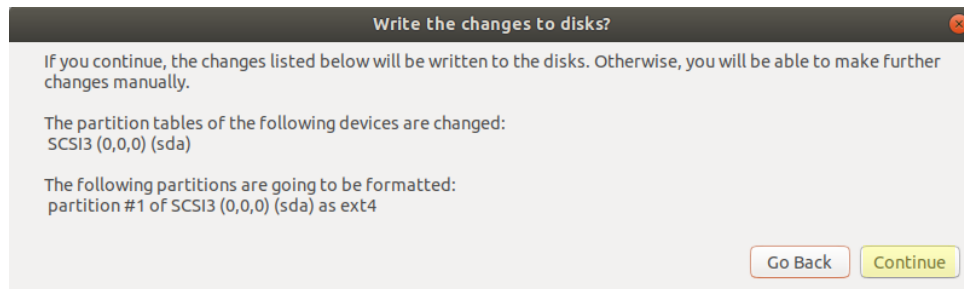 Write the changes to disks?
If you continue, the changes listed below will be written to the disks. Otherwise, you will be able to make further
changes manually.
The partition tables of the following devices are changed:
SCSI3 (0,0,0) (sda)
The following partitions are going to be formatted:
partition #1 of SCSI3 (0,0,0) (sda) as ext4
Go Back
Continue